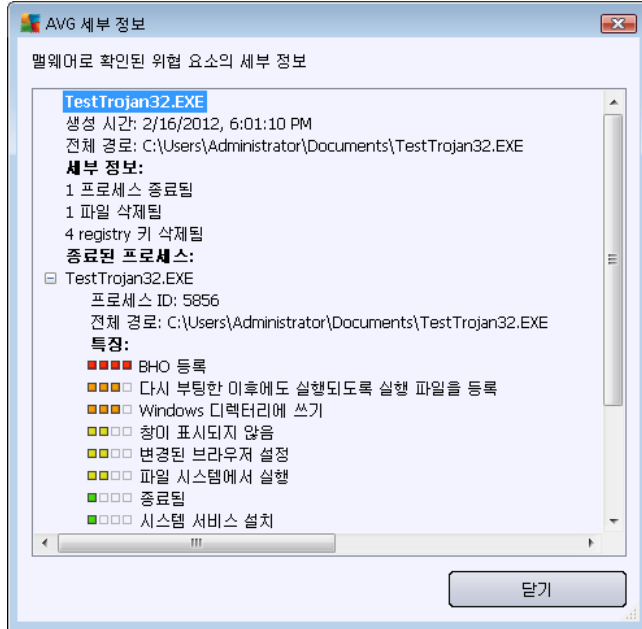 AVG 세부 정보
맬웨어로 확인된 위협 요소의 세부 정보
TestTrojan32.EXE
생성 시간: 2/16/2012, 6:01:10 PM
전체 경로: C:\Users\Administrator\Documents\TestTrojan32.EXE
세부 정보:
1 프로세스 종료됨
1 파일 삭제됨
4 registry 키 삭제됨
종료된 프로세스:
TestTrojan32.EXE
프로세스 ID: 5856
전체 경로: C:\Users\Administrator\Documents\TestTrojan32.EXE
특징:
BHO 등록
다시 부팅한 이후에도 실행되도록 실행 파일을 등록
Windows 디렉터리에 쓰기
창이 표시되지 않음
변경된 브라우저 설정
파일 시스템에서 실행
종료됨
시스템 서비스 설치
닫기